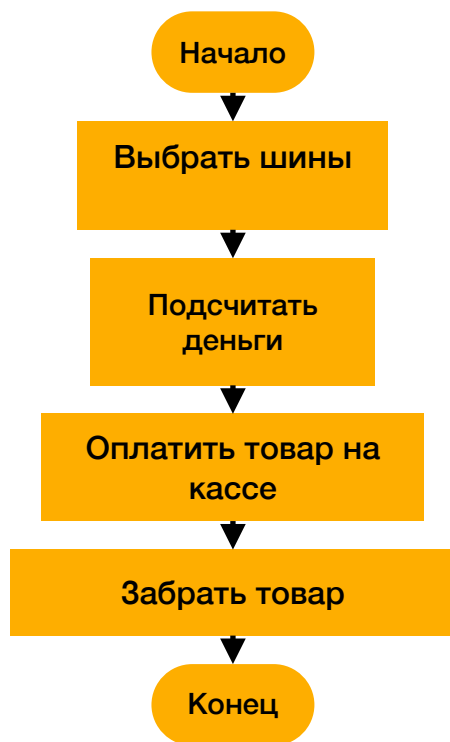 Начало
Выбрать шины
Подсчитать
деньги
Оплатить товар на
кассе
Забрать товар
Конец